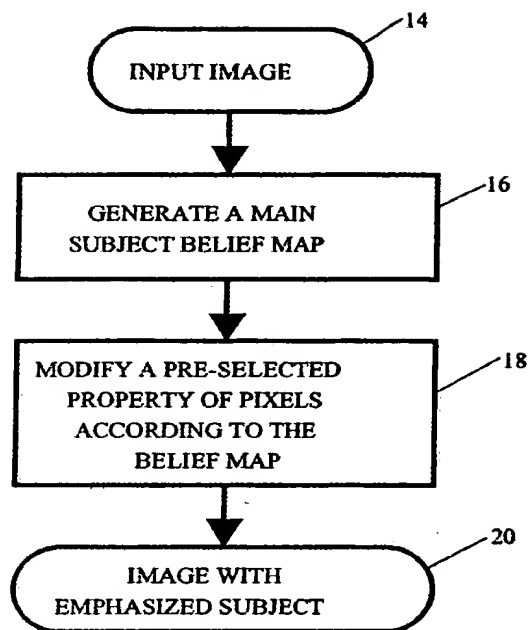 14
INPUT IMAGE
16
GENERATE A MAIN
SUBJECT BELIEF MAP
18
MODIFY A PRE-SELECTED
PROPERTY OF PIXELS
ACCORDING TO THE
BELIEF MAP
20
IMAGE WITH
EMPHASIZED SUBJECT